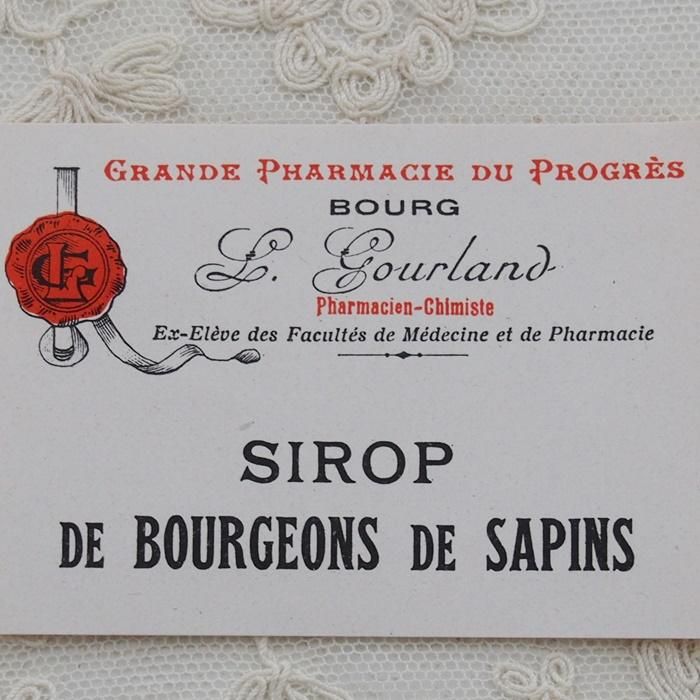 GRANDE PHARMACIE DU PROGRÈS
BOURG
L. Gourland
Pharmacien-Chimiste
Ex-Elève des Facultés de Médecine et de Pharmacie
SIROP
DE BOURGEONS DE SAPINS